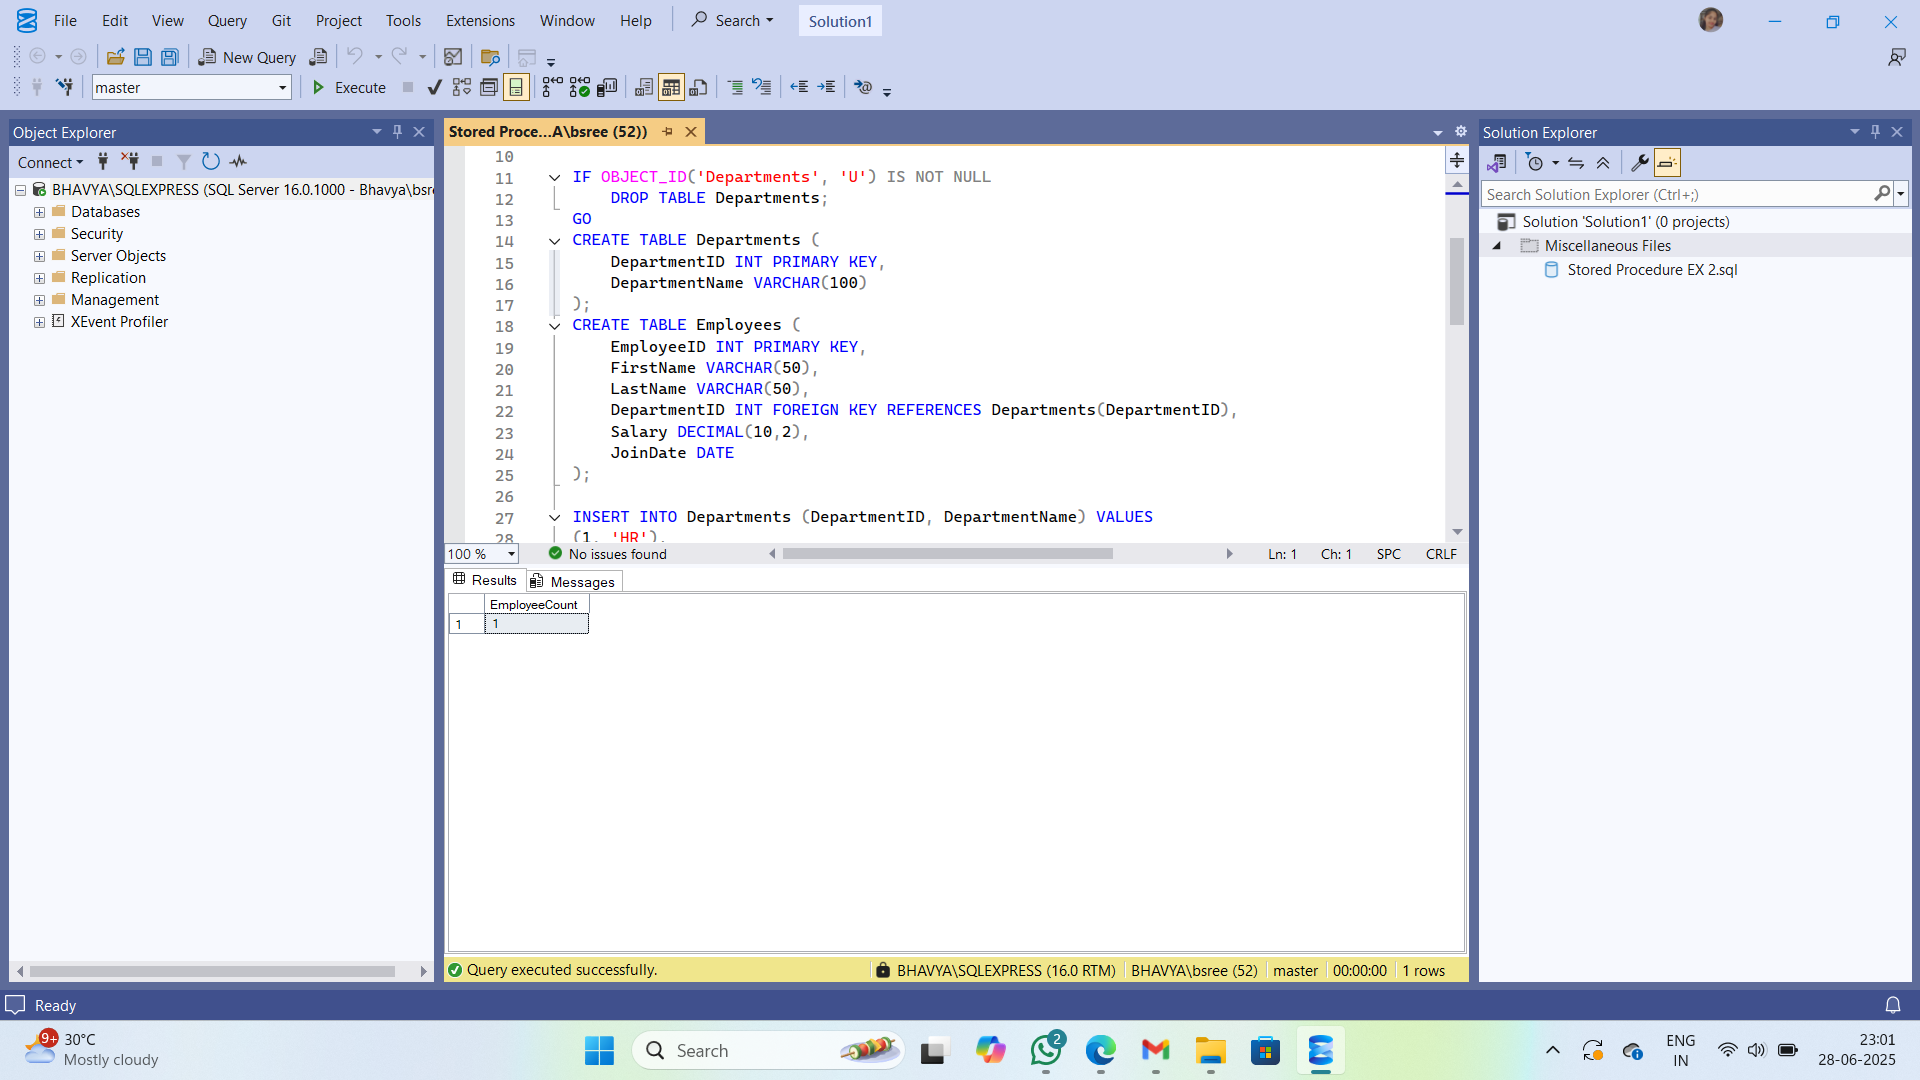 File Edit View Query Git Project Tools Extensions Window Help Search Solution1
New Query
master Execute
Object Explorer
Connect
BHAVYA\SQLEXPRESS (SQL Server 16.0.1000 - Bhavya\bsre
Databases
Security
Server Objects
Replication
Management
XEvent Profiler
Stored Proce...A\bsree (52))
10
11 IF OBJECT_ID('Departments', 'U') IS NOT NULL
12 DROP TABLE Departments;
13 GO
14 CREATE TABLE Departments (
15 DepartmentID INT PRIMARY KEY,
16 DepartmentName VARCHAR(100)
17 );
18 CREATE TABLE Employees (
19 EmployeeID INT PRIMARY KEY,
20 FirstName VARCHAR(50),
21 LastName VARCHAR(50),
22 DepartmentID INT FOREIGN KEY REFERENCES Departments(DepartmentID),
23 Salary DECIMAL(10,2),
24 JoinDate DATE
25 );
26
27 INSERT INTO Departments (DepartmentID, DepartmentName) VALUES
28 (1, 'HR'),
100 % No issues found Ln: 1 Ch: 1 SPC CRLF
Results Messages
EmployeeCount
1 1
Query executed successfully. BHAVYA\SQLEXPRESS (16.0 RTM) BHAVYA\bsree (52) master 00:00:00 1 rows
Solution Explorer
Search Solution Explorer (Ctrl+;)
Solution 'Solution1' (0 projects)
Miscellaneous Files
Stored Procedure EX 2.sql
Ready
9+ 30°C
Mostly cloudy
Search
2
ENG
IN
23:01
28-06-2025